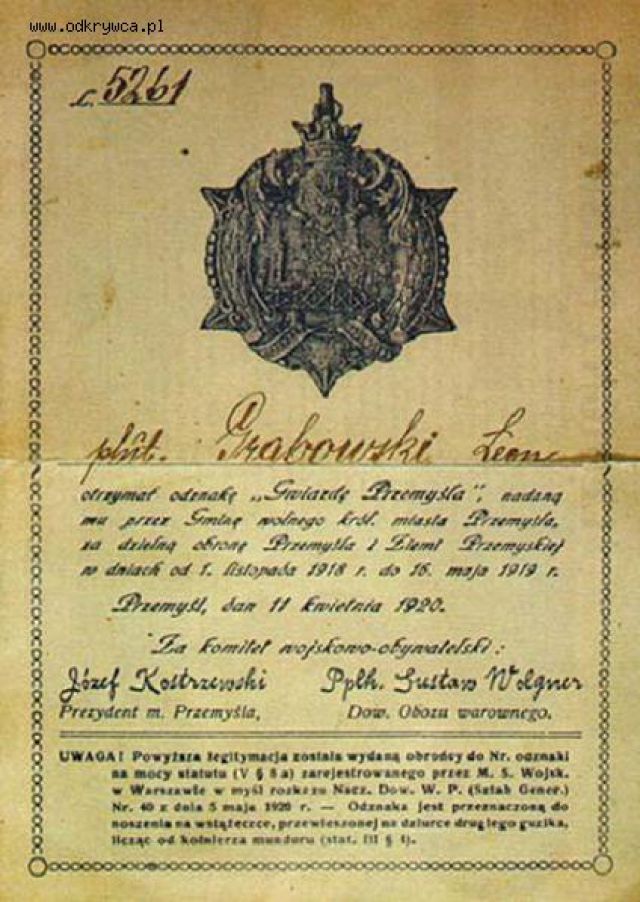 www.odkrywca.pl
L. 5261
plut. Grabowski Leon
otrzymał odznakę „Gwiazdę Przemyśla", nadaną
mu przez Gminę wolnego król. miasta Przemyśla,
za dzielną obronę Przemyśla i Ziemi Przemyskiej
w dniach od 1. listopada 1918 r. do 16. maja 1919 r.
Przemyśl, dan 11 kwietnia 1920.
Za komitet wojskowo-obywatelski:
Józef Kostrzewski Pplk. Gustaw Wolgner
Prezydent m. Przemyśla, Dow. Obozu warownego.
UWAGA! Powyższa legitymacja została wydaną obrońcy do Nr. odznaki
na mocy statutu (V § 8 a) zarejestrowanego przez M. S. Wojsk.
w Warszawie w myśl rozkazu Nacz. Dow. W. P. (Sztab Gener.)
Nr. 40 z dnia 5 maja 1920 r. — Odznaka jest przeznaczoną do
noszenia na wstążeczce, przewieszonej na dziurce drugiego guzika,
licząc od kołnierza munduru (stat. III § 4).